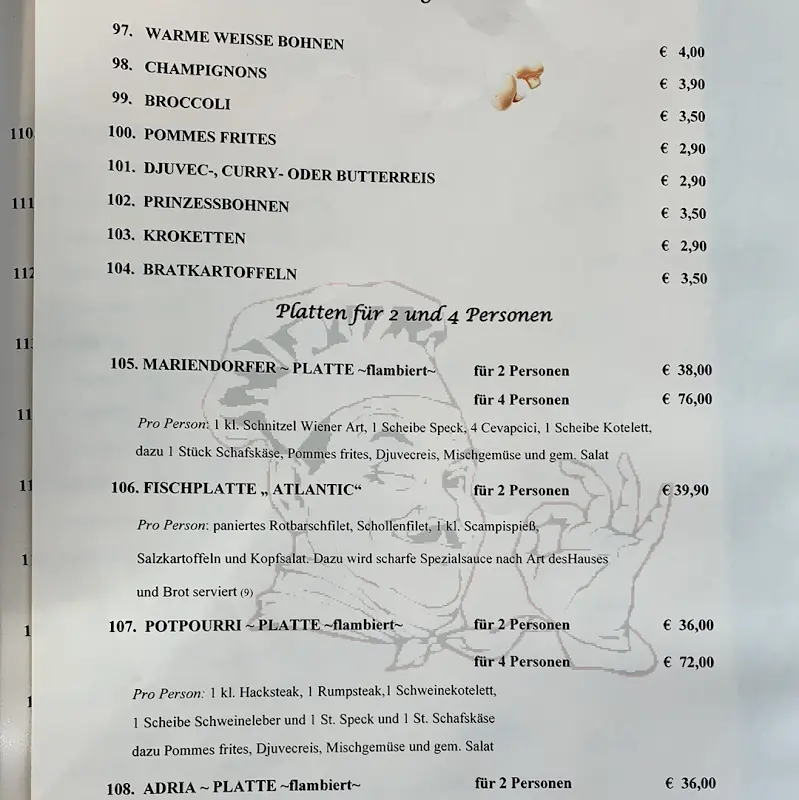 97. WARME WEISSE BOHNEN € 4,00
98. CHAMPIGNONS € 3,90
99. BROCCOLI € 3,50
100. POMMES FRITES € 2,90
101. DJUVEC-, CURRY- ODER BUTTERREIS € 2,90
102. PRINZESSBOHNEN € 3,50
103. KROKETTEN € 2,90
104. BRATKARTOFFELN € 3,50
Platten für 2 und 4 Personen
105. MARIENDORFER ~ PLATTE ~flambiert~ für 2 Personen € 38,00
für 4 Personen € 76,00
Pro Person: 1 kl. Schnitzel Wiener Art, 1 Scheibe Speck, 4 Cevapcici, 1 Scheibe Kotelett,
dazu 1 Stück Schafskäse, Pommes frites, Djuvecreis, Mischgemüse und gem. Salat
106. FISCHPLATTE „ ATLANTIC“ für 2 Personen € 39,90
Pro Person: paniertes Rotbarschfilet, Schollenfilet, 1 kl. Scampispieß,
Salzkartoffeln und Kopfsalat. Dazu wird scharfe Spezialsauce nach Art desHauses
und Brot serviert (9)
107. POTPOURRI ~ PLATTE ~flambiert~ für 2 Personen € 36,00
für 4 Personen € 72,00
Pro Person: 1 kl. Hacksteak, 1 Rumpsteak,1 Schweinekotelett,
1 Scheibe Schweineleber und 1 St. Speck und 1 St. Schafskäse
dazu Pommes frites, Djuvecreis, Mischgemüse und gem. Salat
108. ADRIA ~ PLATTE ~flambiert~ für 2 Personen € 36,00
110
111
112